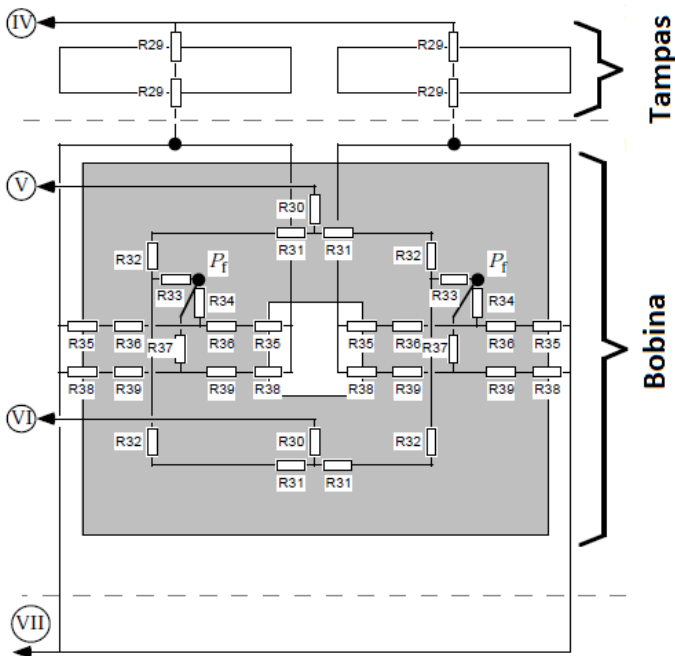 IV
R29 R29
R29 R29
Tampas
V
R30
R31 R31
R32 R32
Pf Pf
R33 R33
R34 R34
R35 R36 R37 R36 R35 R35 R36 R37 R36 R35
R38 R39 R39 R38 R38 R39 R39 R38
Bobina
VI
R30
R32 R32
R31 R31
VII